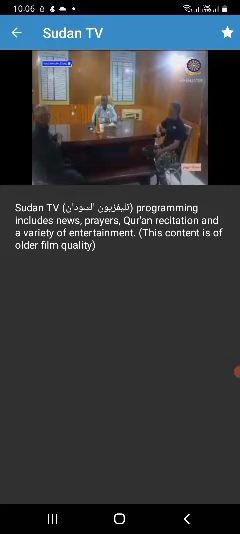 10:06
Sudan TV
Sudan TV (تليفزيون السودان) programming
includes news, prayers, Qur'an recitation and
a variety of entertainment. (This content is of
older film quality)